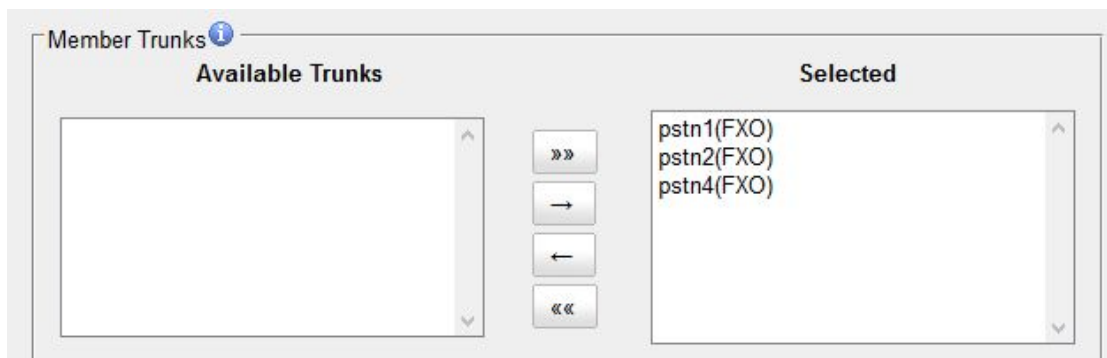 Member Trunks
Available Trunks
Selected
pstn1(FXO)
pstn2(FXO)
pstn4(FXO)
»»
→
←
««